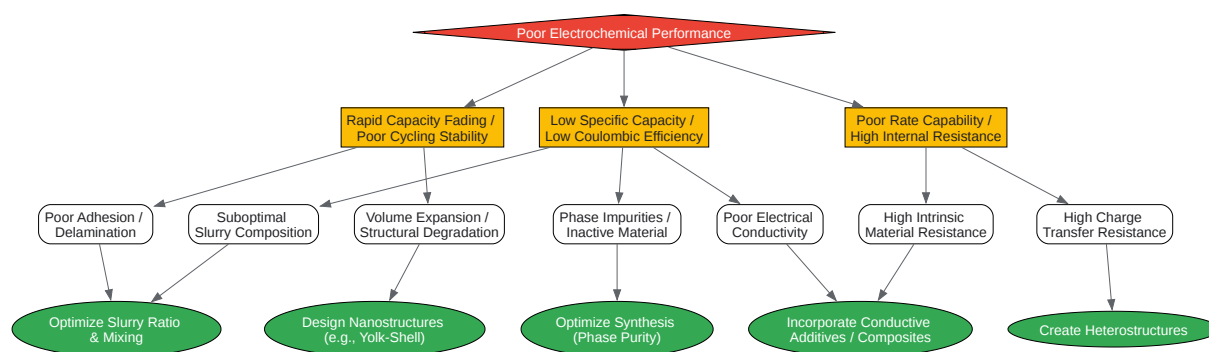 Poor Electrochemical Performance
Rapid Capacity Fading /
Poor Cycling Stability
Low Specific Capacity /
Low Coulombic Efficiency
Poor Rate Capability /
High Internal Resistance
Poor Adhesion /
Delamination
Suboptimal
Slurry Composition
Volume Expansion /
Structural Degradation
Phase Impurities /
Inactive Material
Poor Electrical
Conductivity
High Intrinsic
Material Resistance
High Charge
Transfer Resistance
Optimize Slurry Ratio
& Mixing
Design Nanostructures
(e.g., Yolk-Shell)
Optimize Synthesis
(Phase Purity)
Incorporate Conductive
Additives / Composites
Create Heterostructures